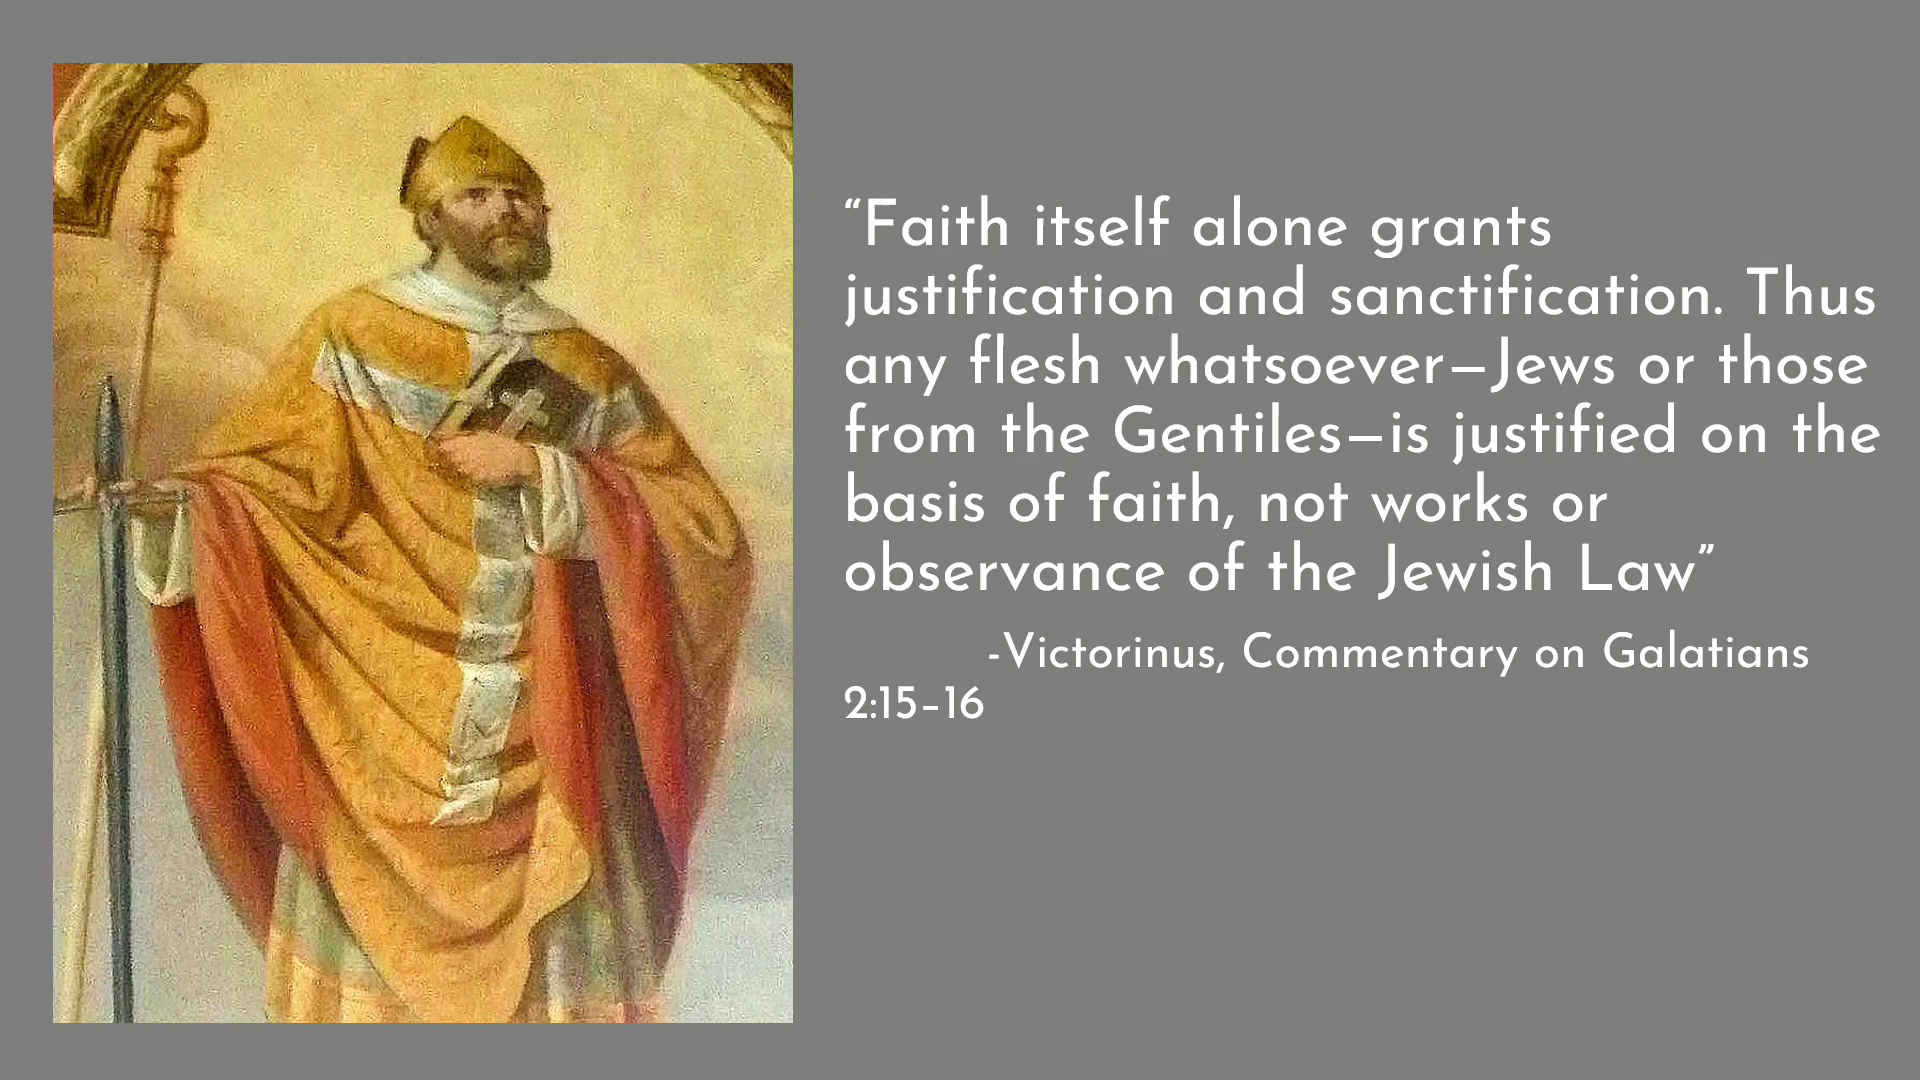 “Faith itself alone grants
justification and sanctification. Thus
any flesh whatsoever—Jews or those
from the Gentiles—is justified on the
basis of faith, not works or
observance of the Jewish Law”
-Victorinus, Commentary on Galatians
2:15–16